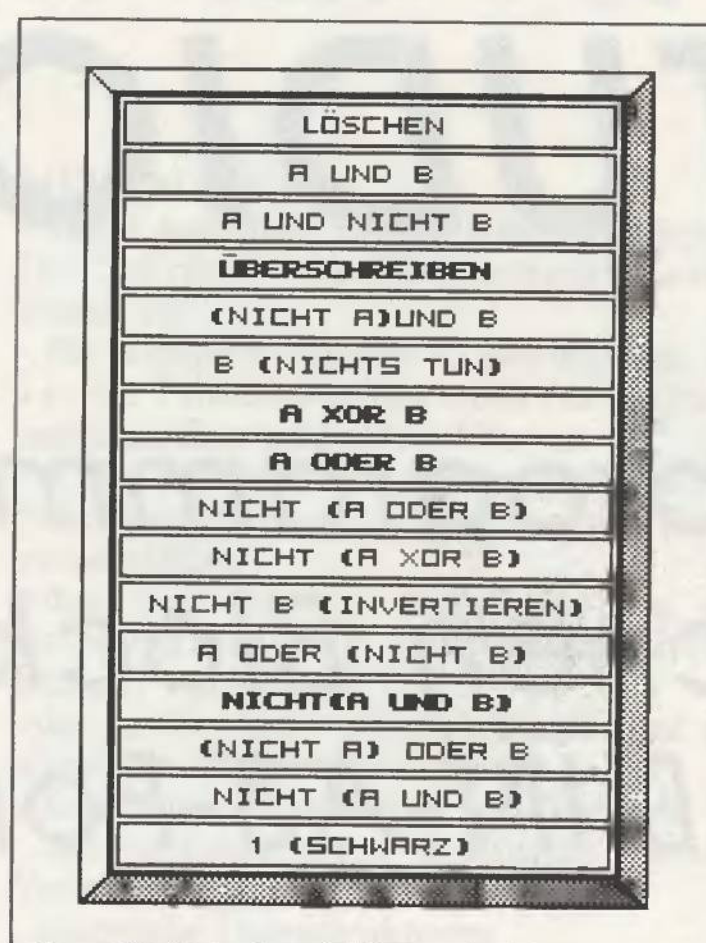 LÖSCHEN
A UND B
A UND NICHT B
ÜBERSCHREIBEN
(NICHT A)UND B
B (NICHTS TUN)
A XOR B
A ODER B
NICHT (A ODER B)
NICHT (A XOR B)
NICHT B (INVERTIEREN)
A ODER (NICHT B)
NICHT(A UND B)
(NICHT A) ODER B
NICHT (A UND B)
1 (SCHWARZ)